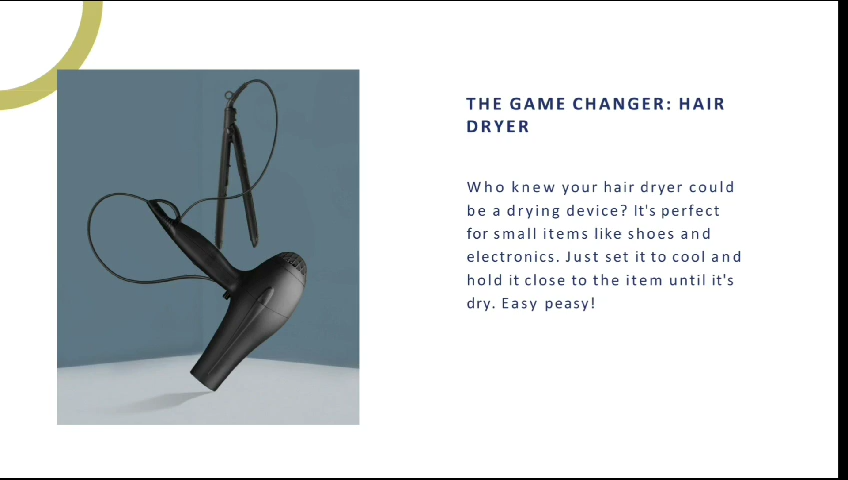 THE GAME CHANGER: HAIR
DRYER
Who knew your hair dryer could
be a drying device? It's perfect
for small items like shoes and
electronics. Just set it to cool and
hold it close to the item until it's
dry. Easy peasy!